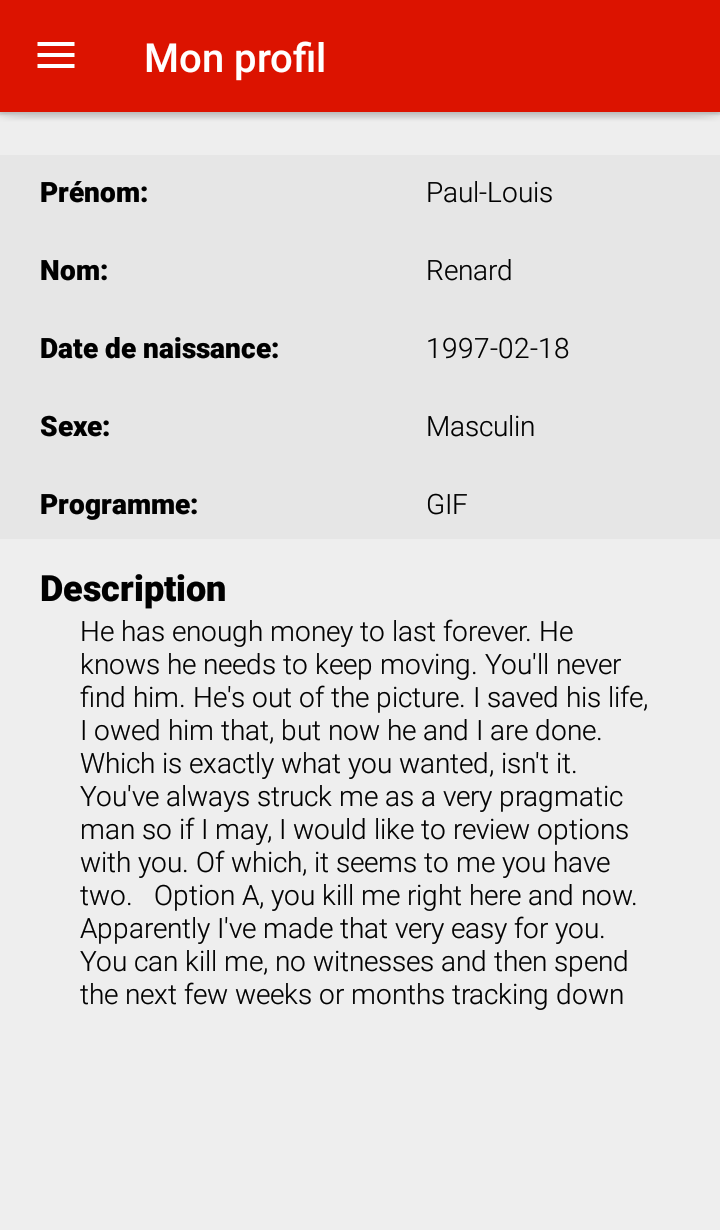 Mon profil
Prénom: Paul-Louis
Nom: Renard
Date de naissance: 1997-02-18
Sexe: Masculin
Programme: GIF
Description
He has enough money to last forever. He
knows he needs to keep moving. You'll never
find him. He's out of the picture. I saved his life,
I owed him that, but now he and I are done.
Which is exactly what you wanted, isn't it.
You've always struck me as a very pragmatic
man so if I may, I would like to review options
with you. Of which, it seems to me you have
two.   Option A, you kill me right here and now.
Apparently I've made that very easy for you.
You can kill me, no witnesses and then spend
the next few weeks or months tracking down